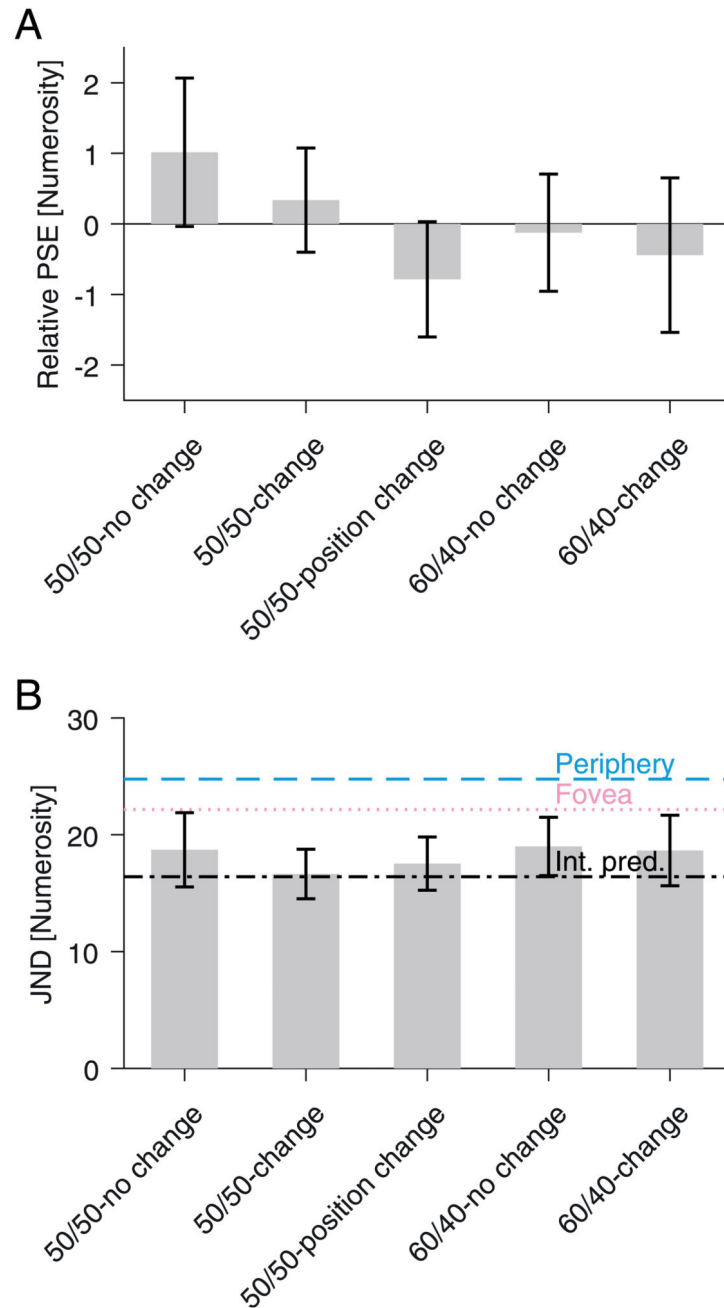 A
Relative PSE [Numerosity]
2
1
0
-1
-2
50/50-no change
50/50-change
50/50-position change
60/40-no change
60/40-change
B
JND [Numerosity]
30
20
10
0
Periphery
Fovea
Int. pred.
50/50-no change
50/50-change
50/50-position change
60/40-no change
60/40-change